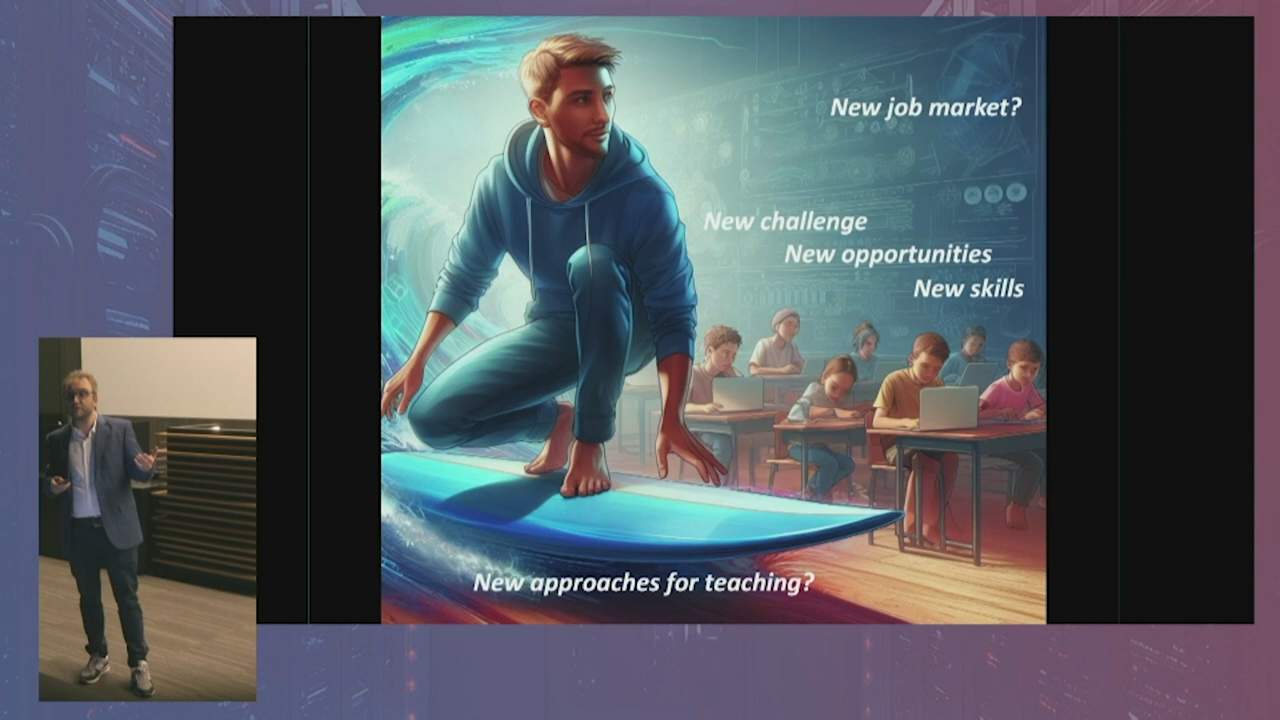 New job market?
New challenge
New opportunities
New skills
New approaches for teaching?